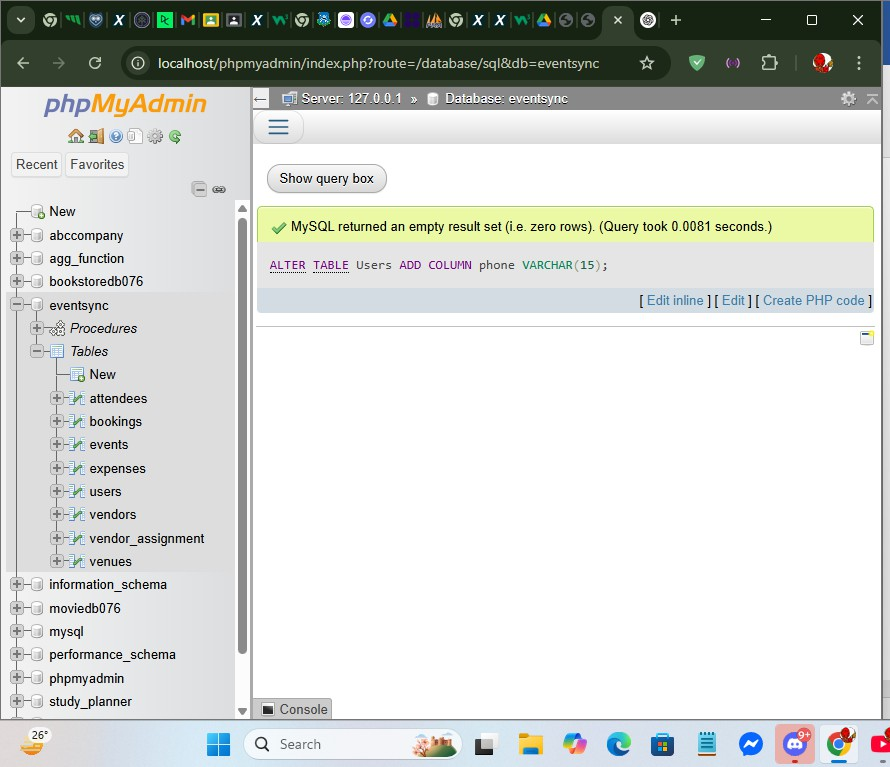 localhost/phpmyadmin/index.php?route=/database/sql&db=eventsync
phpMyAdmin
Recent
Favorites
New
abccompany
agg_function
bookstoredb076
eventsync
Procedures
Tables
New
attendees
bookings
events
expenses
users
vendors
vendor_assignment
venues
information_schema
moviedb076
mysql
performance_schema
phpmyadmin
study_planner
Server: 127.0.0.1 » Database: eventsync
Show query box
MySQL returned an empty result set (i.e. zero rows). (Query took 0.0081 seconds.)
ALTER TABLE Users ADD COLUMN phone VARCHAR(15);
[ Edit inline ] [ Edit ] [ Create PHP code ]
Console
26°
Search
9+